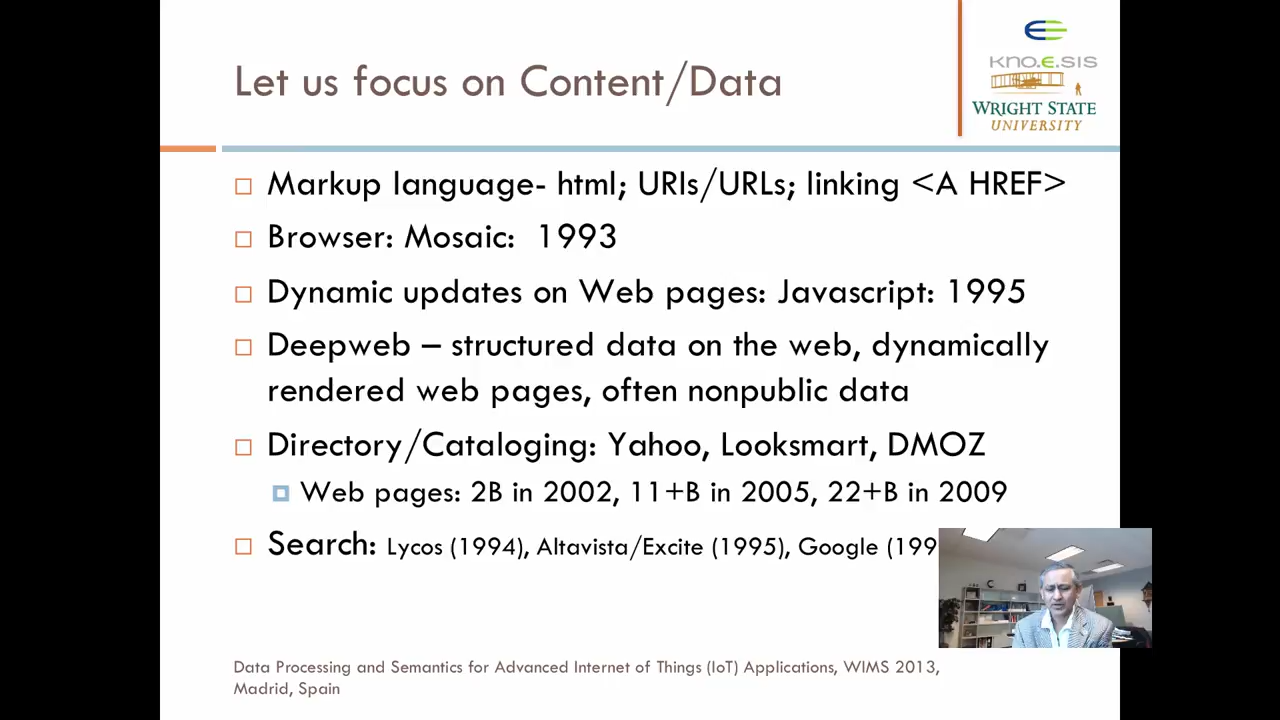 Let us focus on Content/Data
kno.e.sis
WRIGHT STATE
UNIVERSITY
Markup language- html; URIs/URLs; linking <A HREF>
Browser: Mosaic:  1993
Dynamic updates on Web pages: Javascript: 1995
Deepweb – structured data on the web, dynamically
rendered web pages, often nonpublic data
Directory/Cataloging: Yahoo, Looksmart, DMOZ
Web pages: 2B in 2002, 11+B in 2005, 22+B in 2009
Search: Lycos (1994), Altavista/Excite (1995), Google (199
Data Processing and Semantics for Advanced Internet of Things (IoT) Applications, WIMS 2013,
Madrid, Spain